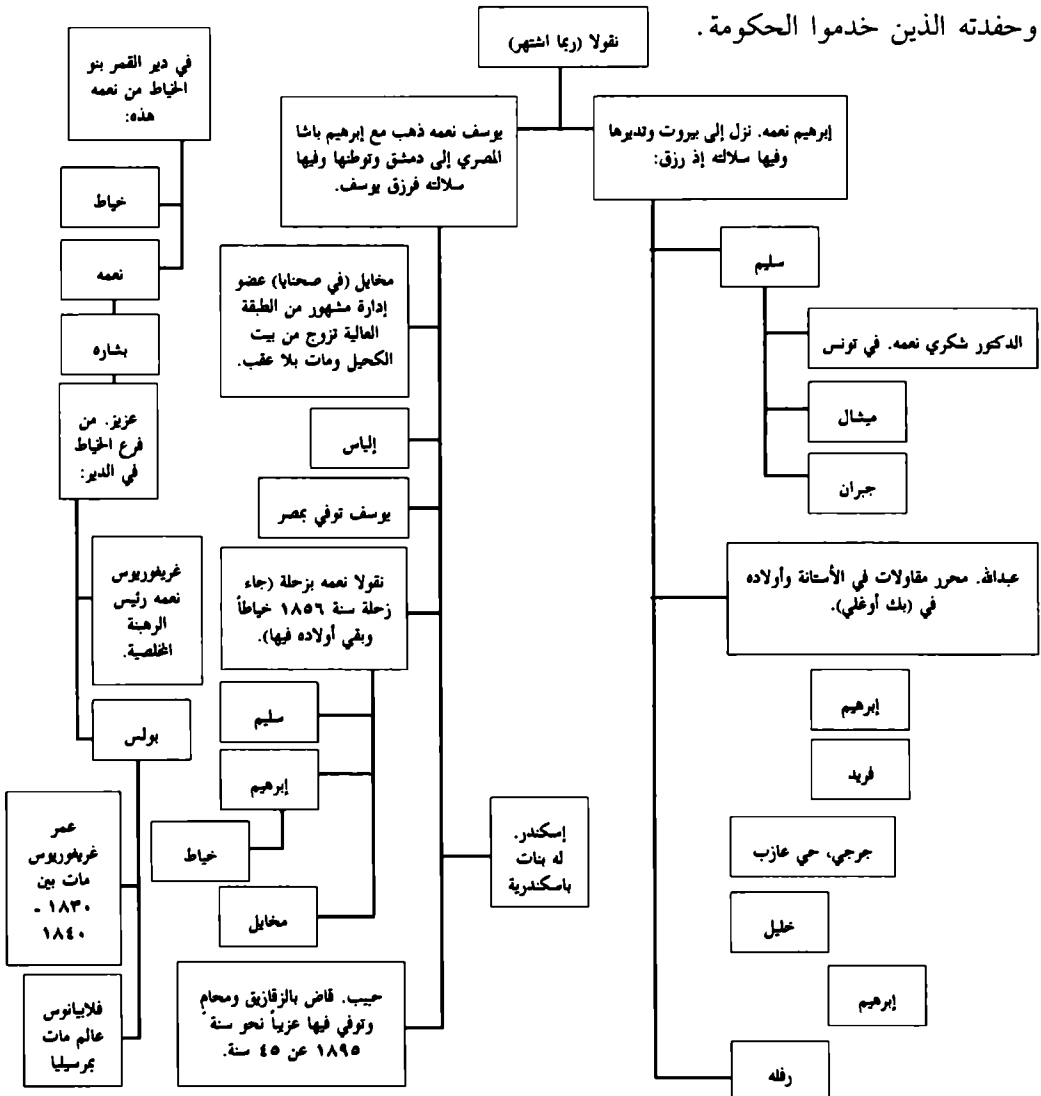 وحفدته الذين خدموا الحكومة.
نقولا (ربما اشتهر)
إبرهيم نعمه. نزل إلى بيروت وتديرها
وفيها سلالته إذ رزق:
سليم
الدكتور شكري نعمه. في تونس
ميشال
جبران
عبدالله. محرر مقاولات في الأستانة وأولاده
في (بك أوغلي).
إبرهيم
فريد
جوجي، حي عازب
خليل
إبرهيم
رفله
يوسف نعمه ذهب مع إبرهيم باشا
المصري إلى دمشق وتوطنها وفيها
سلالته فرزق يوسف.
مخايل (في صحنايا) عضو
إدارة مشهور من الطبقة
العالية تزوج من بيت
الكحيل ومات بلا عقب.
إلياس
يوسف توفي بمصر
نقولا نعمه بزحلة (جاء
زحلة سنة ١٨٥٦ خياطاً
وبقي أولاده فيها).
سليم
إبرهيم
خياط
مخايل
إسكندر.
له بنات
باسكندرية
حبيب. قاض بالزقازيق ومحامٍ
وتوفي فيها عزباً نحو سنة
١٨٩٥ عن ٤٥ سنة.
في دير القمر بنو
الخياط من نعمه
هذه:
خياط
نعمه
بشاره
عزيز. من
فرع الخياط
في الدير:
غريفوريوس
نعمه رئيس
الرهبنة
المخلصية.
بولس
عمر
غريفوريوس
مات بين
١٨٣٠ -
١٨٤٠
فلابيانوس
عالم مات
بمرسيليا